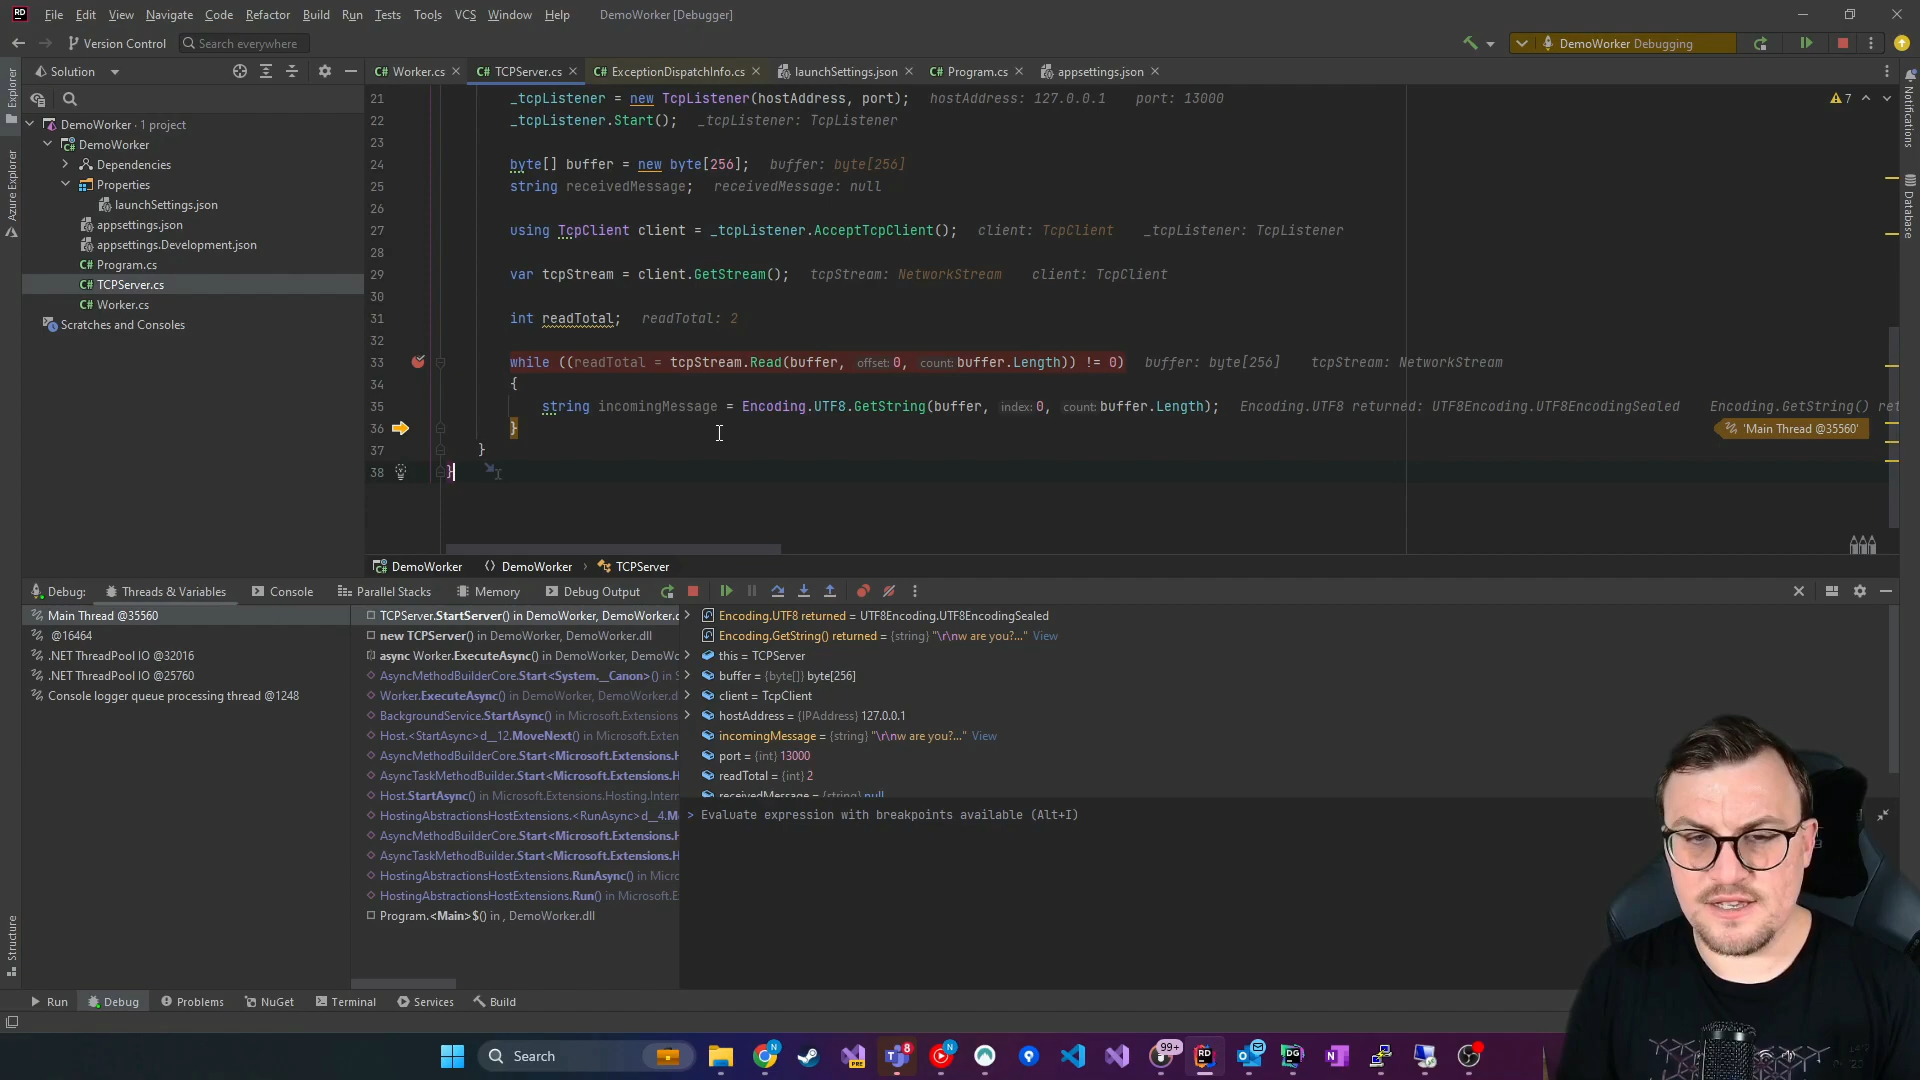 File Edit View Navigate Code Refactor Build Run Tests Tools VCS Window Help DemoWorker [Debugger]
Version Control Search everywhere DemoWorker Debugging
Solution Worker.cs TCPServer.cs ExceptionDispatchInfo.cs launchSettings.json Program.cs appsettings.json
Explorer
Azure Explorer
Structure
Notifications
Database
DemoWorker · 1 project
DemoWorker
Dependencies
Properties
launchSettings.json
appsettings.json
appsettings.Development.json
C# Program.cs
C# TCPServer.cs
C# Worker.cs
Scratches and Consoles
7
21 _tcpListener = new TcpListener(hostAddress, port); hostAddress: 127.0.0.1 port: 13000
22 _tcpListener.Start(); _tcpListener: TcpListener
23
24 byte[] buffer = new byte[256]; buffer: byte[256]
25 string receivedMessage; receivedMessage: null
26
27 using TcpClient client = _tcpListener.AcceptTcpClient(); client: TcpClient _tcpListener: TcpListener
28
29 var tcpStream = client.GetStream(); tcpStream: NetworkStream client: TcpClient
30
31 int readTotal; readTotal: 2
32
33 while ((readTotal = tcpStream.Read(buffer, offset: 0, count: buffer.Length)) != 0) buffer: byte[256] tcpStream: NetworkStream
34 {
35 string incomingMessage = Encoding.UTF8.GetString(buffer, index: 0, count: buffer.Length); Encoding.UTF8 returned: UTF8Encoding.UTF8EncodingSealed Encoding.GetString() ret
36 } 'Main Thread @35560'
37 }
38 }
DemoWorker DemoWorker TCPServer
Debug: Threads & Variables Console Parallel Stacks Memory Debug Output
Main Thread @35560
@16464
.NET ThreadPool IO @32016
.NET ThreadPool IO @25760
Console logger queue processing thread @1248
TCPServer.StartServer() in DemoWorker, DemoWorker.d
new TCPServer() in DemoWorker, DemoWorker.dll
async Worker.ExecuteAsync() in DemoWorker, DemoWo
AsyncMethodBuilderCore.Start<System.__Canon>() in S
Worker.ExecuteAsync() in DemoWorker, DemoWorker.d
BackgroundService.StartAsync() in Microsoft.Extensions
Host.<StartAsync>d__12.MoveNext() in Microsoft.Exten
AsyncMethodBuilderCore.Start<Microsoft.Extensions.H
AsyncTaskMethodBuilder.Start<Microsoft.Extensions.H
Host.StartAsync() in Microsoft.Extensions.Hosting.Intern
HostingAbstractionsHostExtensions.<RunAsync>d__4.M
AsyncMethodBuilderCore.Start<Microsoft.Extensions.H
AsyncTaskMethodBuilder.Start<Microsoft.Extensions.H
HostingAbstractionsHostExtensions.RunAsync() in Micro
HostingAbstractionsHostExtensions.Run() in Microsoft.E
Program.<Main>$() in , DemoWorker.dll
Encoding.UTF8 returned = UTF8Encoding.UTF8EncodingSealed
Encoding.GetString() returned = {string} "\r\nw are you?..." View
this = TCPServer
buffer = {byte[]} byte[256]
client = TcpClient
hostAddress = {IPAddress} 127.0.0.1
incomingMessage = {string} "\r\nw are you?..." View
port = {int} 13000
readTotal = {int} 2
receivedMessage = {string} null
> Evaluate expression with breakpoints available (Alt+I)
Run Debug Problems NuGet Terminal Services Build
Search
PRE
8
N
N
99+
RD
DG
N